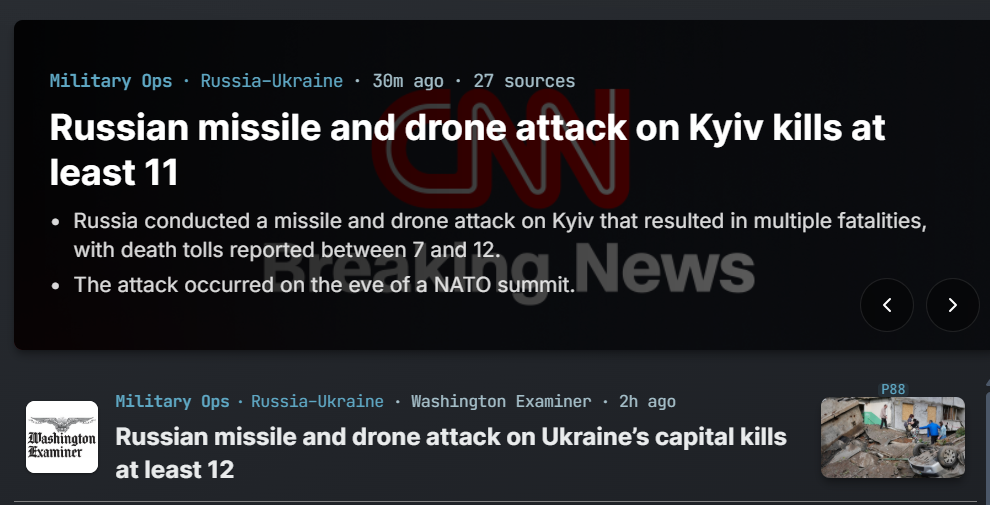 Military Ops · Russia-Ukraine · 30m ago · 27 sources
Russian missile and drone attack on Kyiv kills at
least 11
• Russia conducted a missile and drone attack on Kyiv that resulted in multiple fatalities,
with death tolls reported between 7 and 12.
• The attack occurred on the eve of a NATO summit.
CNN
Breaking News
P88
Military Ops · Russia-Ukraine · Washington Examiner · 2h ago
Washington
Examiner
Russian missile and drone attack on Ukraine’s capital kills
at least 12